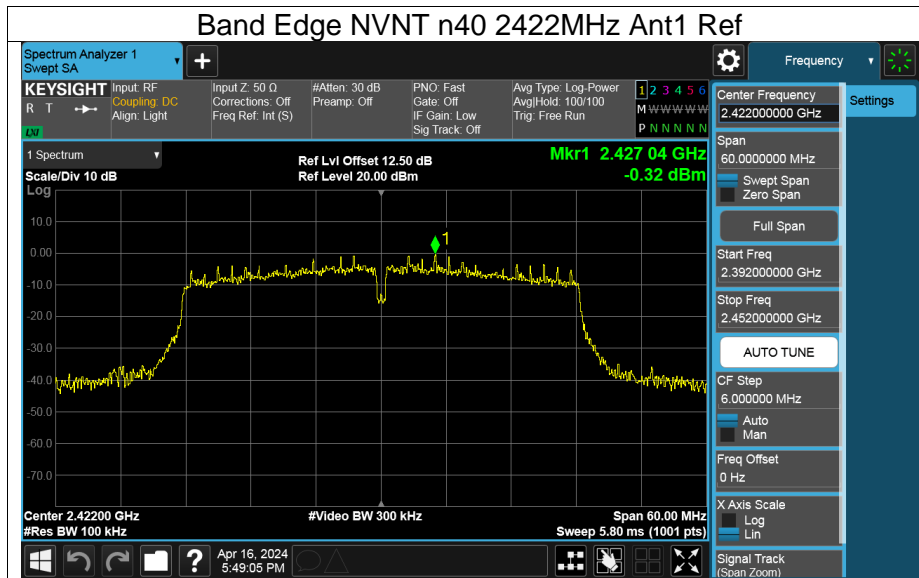 Band Edge NVNT n40 2422MHz Ant1 Ref
Spectrum Analyzer 1
Swept SA
+
Frequency
KEYSIGHT
R T
LXI
Input: RF
Coupling: DC
Align: Light
Input Z: 50 Ω
Corrections: Off
Freq Ref: Int (S)
#Atten: 30 dB
Preamp: Off
PNO: Fast
Gate: Off
IF Gain: Low
Sig Track: Off
Avg Type: Log-Power
Avg|Hold: 100/100
Trig: Free Run
1 2 3 4 5 6
M W W W W W
P N N N N N
1 Spectrum
Scale/Div 10 dB
Log
Ref Lvl Offset 12.50 dB
Ref Level 20.00 dBm
Mkr1 2.427 04 GHz
-0.32 dBm
10.0
0.00
-10.0
-20.0
-30.0
-40.0
-50.0
-60.0
-70.0
1
Center 2.42200 GHz
#Res BW 100 kHz
#Video BW 300 kHz
Span 60.00 MHz
Sweep 5.80 ms (1001 pts)
Center Frequency
2.422000000 GHz
Settings
Span
60.0000000 MHz
Swept Span
Zero Span
Full Span
Start Freq
2.392000000 GHz
Stop Freq
2.452000000 GHz
AUTO TUNE
CF Step
6.000000 MHz
Auto
Man
Freq Offset
0 Hz
X Axis Scale
Log
Lin
Signal Track
(Span Zoom)
?
Apr 16, 2024
5:49:05 PM